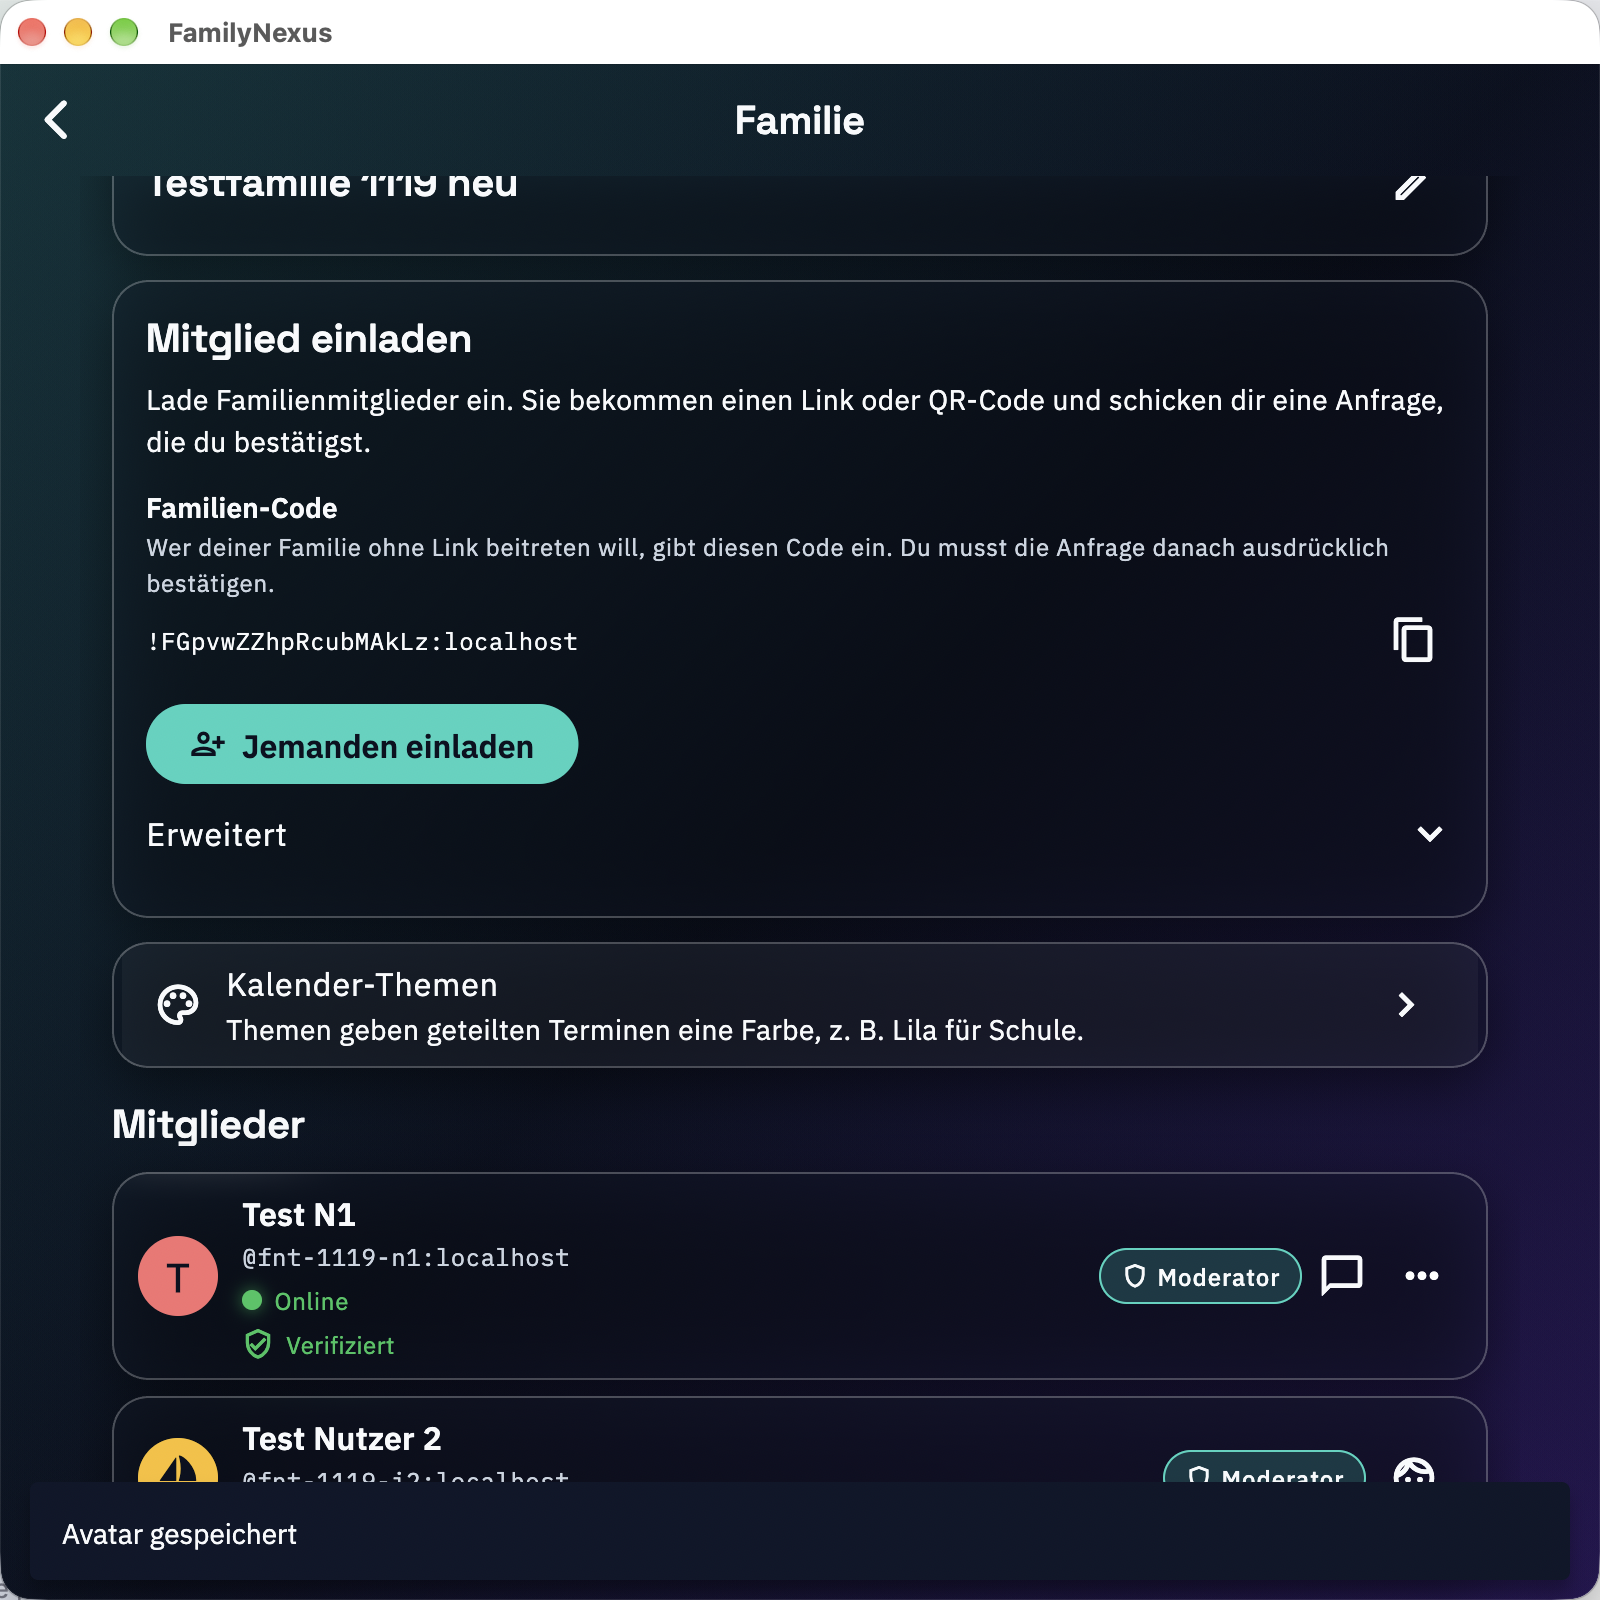 FamilyNexus
Familie
Testfamilie 1119 neu
Mitglied einladen
Lade Familienmitglieder ein. Sie bekommen einen Link oder QR-Code und schicken dir eine Anfrage,
die du bestätigst.
Familien-Code
Wer deiner Familie ohne Link beitreten will, gibt diesen Code ein. Du musst die Anfrage danach ausdrücklich
bestätigen.
!FGpvwZZhpRcubMAkLz:localhost
Jemanden einladen
Erweitert
Kalender-Themen
Themen geben geteilten Terminen eine Farbe, z. B. Lila für Schule.
Mitglieder
Test N1
@fnt-1119-n1:localhost
Online
Verifiziert
Moderator
T
Test Nutzer 2
@fnt-1119-i2:localhost
Moderator
Avatar gespeichert